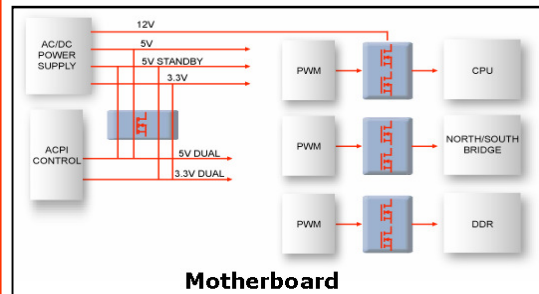 12V
AC/DC
POWER
SUPPLY
5V
5V STANDBY
3.3V
PWM
CPU
ACPI
CONTROL
5V DUAL
3.3V DUAL
PWM
NORTH/SOUTH
BRIDGE
PWM
DDR
Motherboard